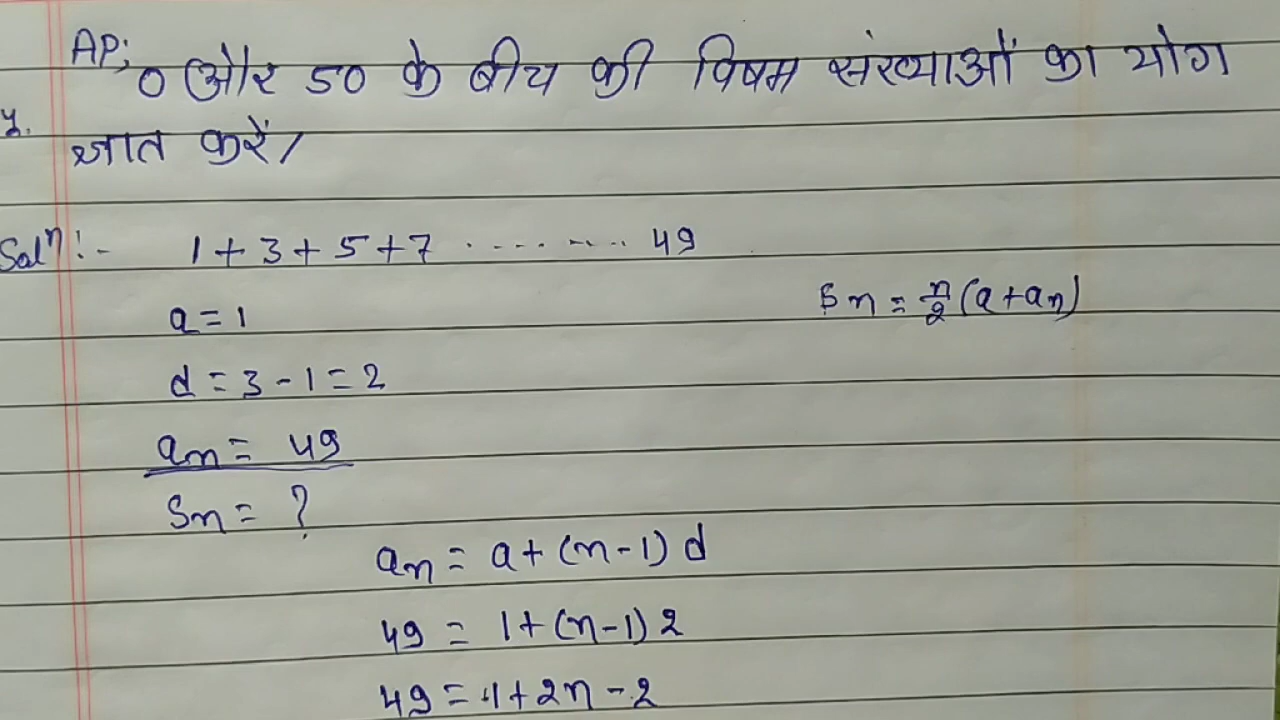 AP; 0 और 50 के बीच की विषम संख्याओं का योग
ज्ञात करें।
Solⁿ:- 1 + 3 + 5 + 7 ......... 49
a = 1
Sn = n/2 (a + an)
d = 3 - 1 = 2
an = 49
Sn = ?
an = a + (n - 1) d
49 = 1 + (n - 1) 2
49 = 1 + 2n - 2